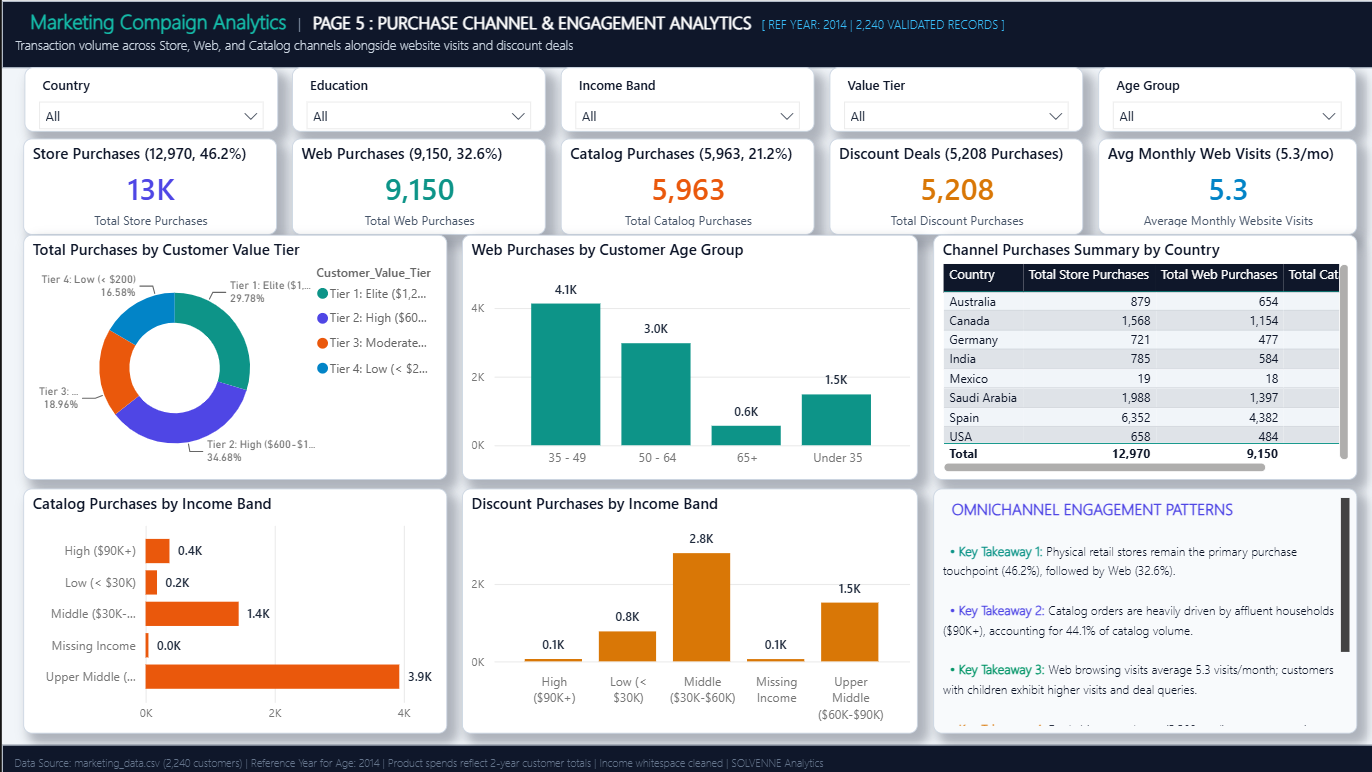 Marketing Compaign Analytics | PAGE 5 : PURCHASE CHANNEL & ENGAGEMENT ANALYTICS [ REF YEAR: 2014 | 2,240 VALIDATED RECORDS ]
Transaction volume across Store, Web, and Catalog channels alongside website visits and discount deals
Country
All
Education
All
Income Band
All
Value Tier
All
Age Group
All
Store Purchases (12,970, 46.2%)
13K
Total Store Purchases
Web Purchases (9,150, 32.6%)
9,150
Total Web Purchases
Catalog Purchases (5,963, 21.2%)
5,963
Total Catalog Purchases
Discount Deals (5,208 Purchases)
5,208
Total Discount Purchases
Avg Monthly Web Visits (5.3/mo)
5.3
Average Monthly Website Visits
Total Purchases by Customer Value Tier
Tier 4: Low (< $200)
16.58%
Tier 1: Elite ($1,...
29.78%
Tier 3: ...
18.96%
Tier 2: High ($600-$1...
34.68%
Customer_Value_Tier
Tier 1: Elite ($1,2...
Tier 2: High ($60...
Tier 3: Moderate...
Tier 4: Low (< $2...
Web Purchases by Customer Age Group
4K
2K
0K
4.1K
3.0K
0.6K
1.5K
35 - 49
50 - 64
65+
Under 35
Channel Purchases Summary by Country
Country Total Store Purchases Total Web Purchases Total Cat
Australia 879 654
Canada 1,568 1,154
Germany 721 477
India 785 584
Mexico 19 18
Saudi Arabia 1,988 1,397
Spain 6,352 4,382
USA 658 484
Total 12,970 9,150
Catalog Purchases by Income Band
High ($90K+) 0.4K
Low (< $30K) 0.2K
Middle ($30K-... 1.4K
Missing Income 0.0K
Upper Middle (... 3.9K
0K 2K 4K
Discount Purchases by Income Band
2K
0K
0.1K
0.8K
2.8K
0.1K
1.5K
High
($90K+)
Low (<
$30K)
Middle
($30K-$60K)
Missing
Income
Upper
Middle
($60K-$90K)
OMNICHANNEL ENGAGEMENT PATTERNS
• Key Takeaway 1: Physical retail stores remain the primary purchase
touchpoint (46.2%), followed by Web (32.6%).
• Key Takeaway 2: Catalog orders are heavily driven by affluent households
($90K+), accounting for 44.1% of catalog volume.
• Key Takeaway 3: Web browsing visits average 5.3 visits/month; customers
with children exhibit higher visits and deal queries.
Data Source: marketing_data.csv (2,240 customers) | Reference Year for Age: 2014 | Product spends reflect 2-year customer totals | Income whitespace cleaned | SOLVENNE Analytics